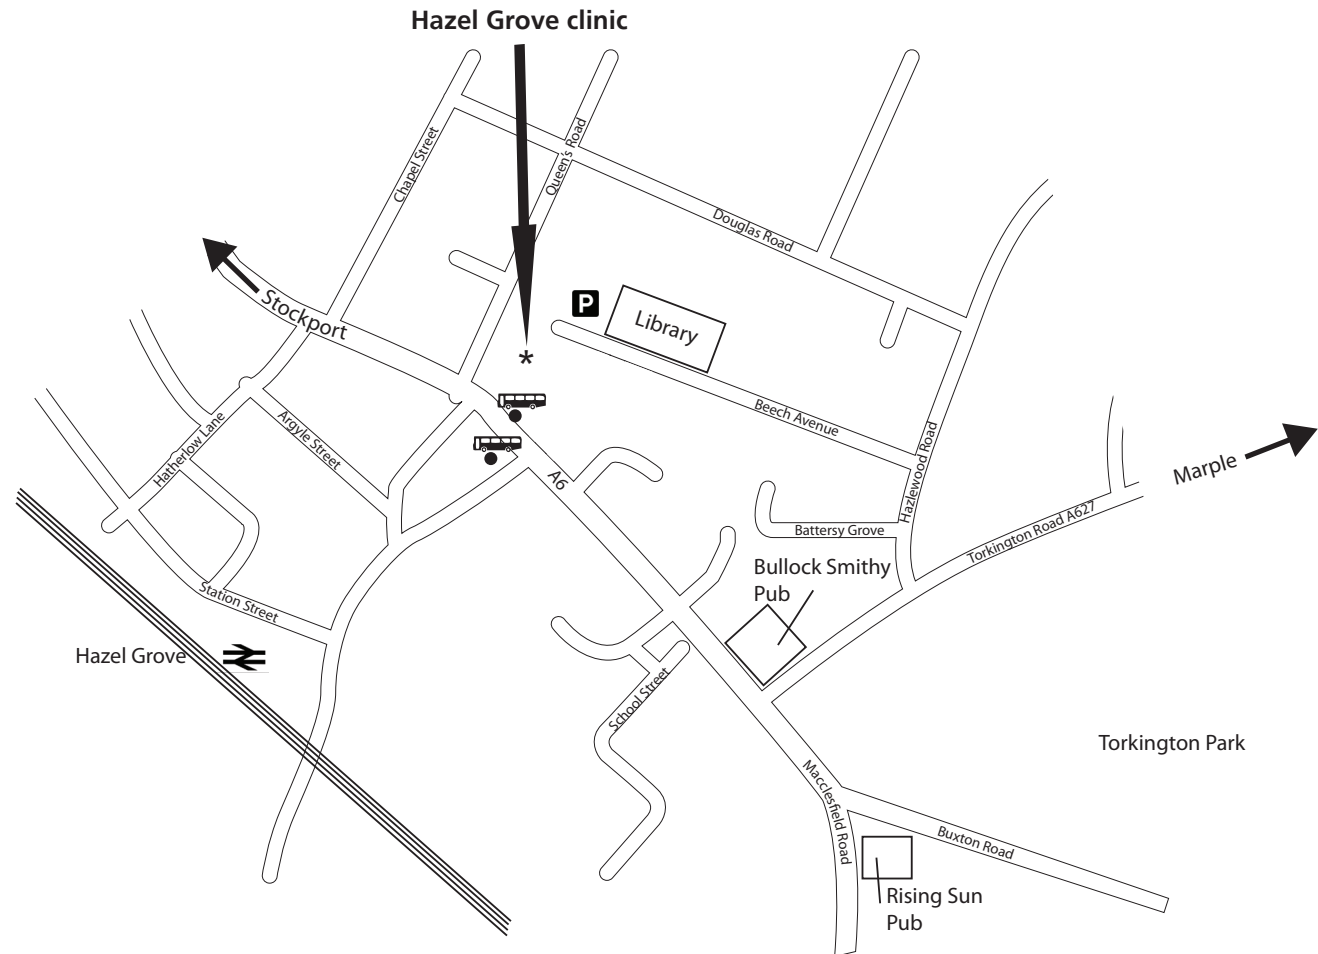 Hazel Grove clinic
Chapel Street
Queen's Road
Douglas Road
Stockport
P
Library
Beech Avenue
Hatherlow Lane
Argyle Street
A6
Hazlewood Road
Marple
Battersy Grove
Torkington Road A627
Bullock Smithy
Pub
Station Street
Hazel Grove
School Street
Torkington Park
Macclesfield Road
Buxton Road
Rising Sun
Pub